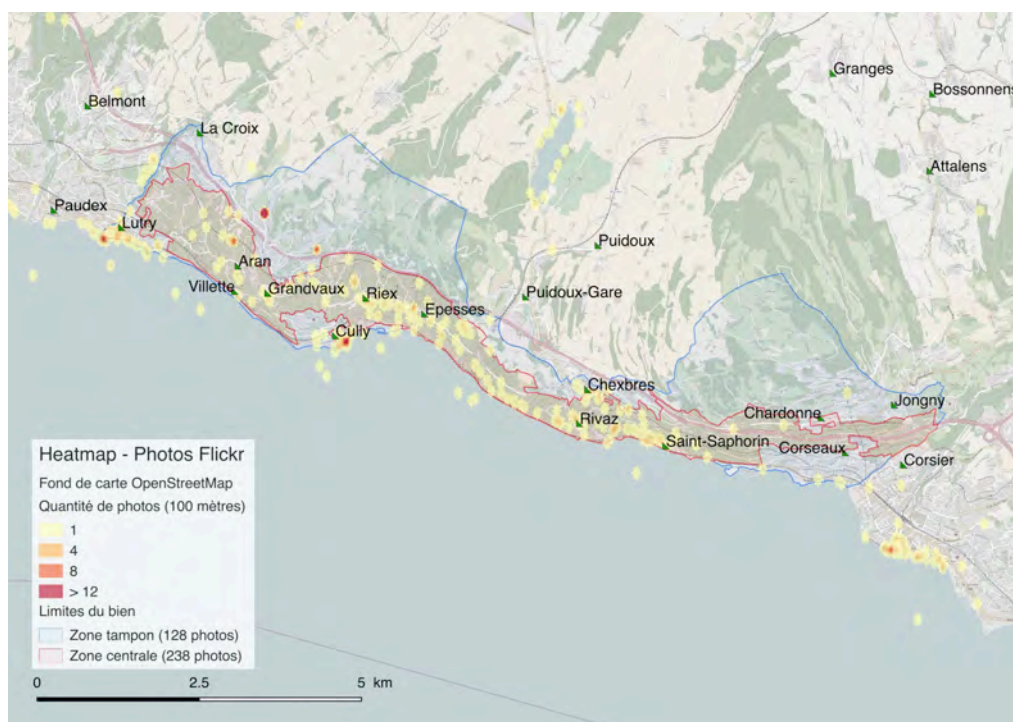 Granges
Bossonnens
Belmont
La Croix
Attalens
Paudex
Lutry
Puidoux
Aran
Villette
Grandvaux
Riex
Puidoux-Gare
Epesses
Cully
Chexbres
Jongny
Chardonne
Rivaz
Saint-Saphorin
Corseaux
Corsier
Heatmap - Photos Flickr
Fond de carte OpenStreetMap
Quantité de photos (100 mètres)
1
4
8
> 12
Limites du bien
Zone tampon (128 photos)
Zone centrale (238 photos)
0 2.5 5 km